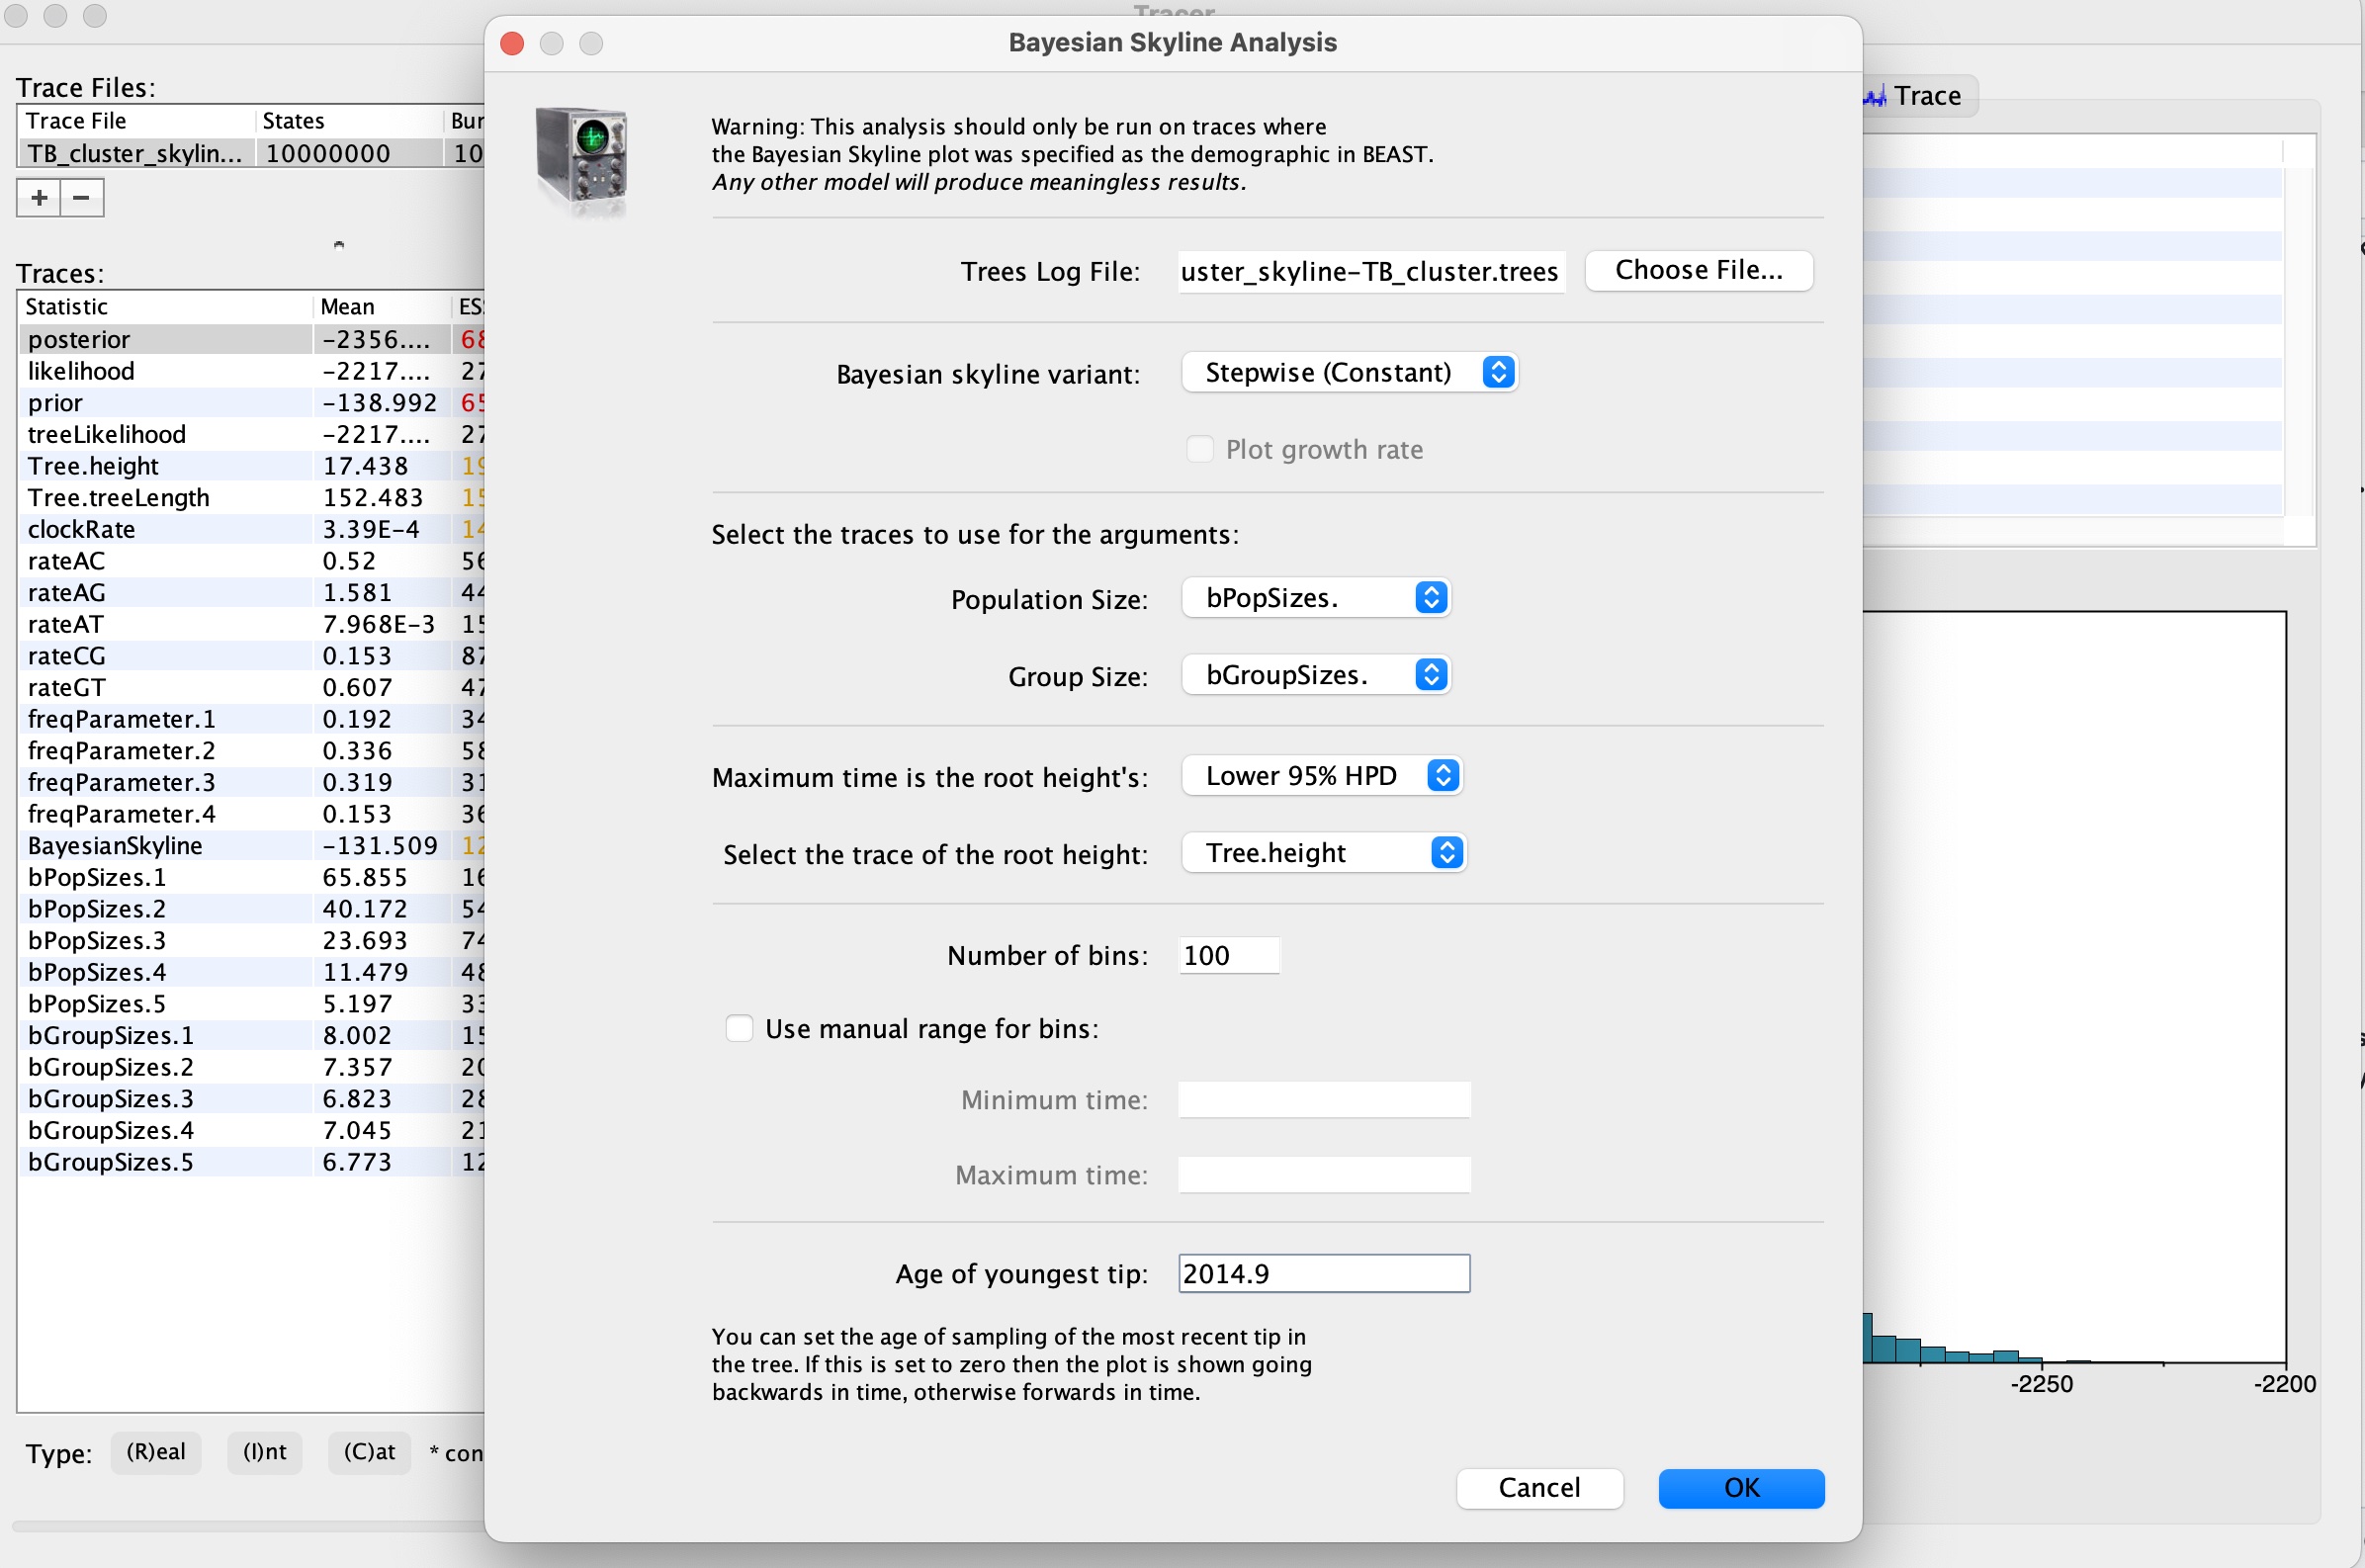 Tracer
Bayesian Skyline Analysis
Trace Files:
Trace File States Bur
TB_cluster_skylin... 10000000 10
+ −
Traces:
Statistic Mean ES
posterior -2356.... 68
likelihood -2217.... 27
prior -138.992 65
treeLikelihood -2217.... 27
Tree.height 17.438 19
Tree.treeLength 152.483 15
clockRate 3.39E-4 14
rateAC 0.52 56
rateAG 1.581 44
rateAT 7.968E-3 15
rateCG 0.153 87
rateGT 0.607 47
freqParameter.1 0.192 34
freqParameter.2 0.336 58
freqParameter.3 0.319 31
freqParameter.4 0.153 36
BayesianSkyline -131.509 12
bPopSizes.1 65.855 16
bPopSizes.2 40.172 54
bPopSizes.3 23.693 74
bPopSizes.4 11.479 48
bPopSizes.5 5.197 33
bGroupSizes.1 8.002 15
bGroupSizes.2 7.357 20
bGroupSizes.3 6.823 28
bGroupSizes.4 7.045 21
bGroupSizes.5 6.773 12
Type: (R)eal (I)nt (C)at * con
Warning: This analysis should only be run on traces where
the Bayesian Skyline plot was specified as the demographic in BEAST.
Any other model will produce meaningless results.
Trees Log File: uster_skyline-TB_cluster.trees Choose File...
Bayesian skyline variant: Stepwise (Constant)
Plot growth rate
Select the traces to use for the arguments:
Population Size: bPopSizes.
Group Size: bGroupSizes.
Maximum time is the root height's: Lower 95% HPD
Select the trace of the root height: Tree.height
Number of bins: 100
Use manual range for bins:
Minimum time:
Maximum time:
Age of youngest tip: 2014.9
You can set the age of sampling of the most recent tip in
the tree. If this is set to zero then the plot is shown going
backwards in time, otherwise forwards in time.
Cancel OK
Trace
-2250 -2200